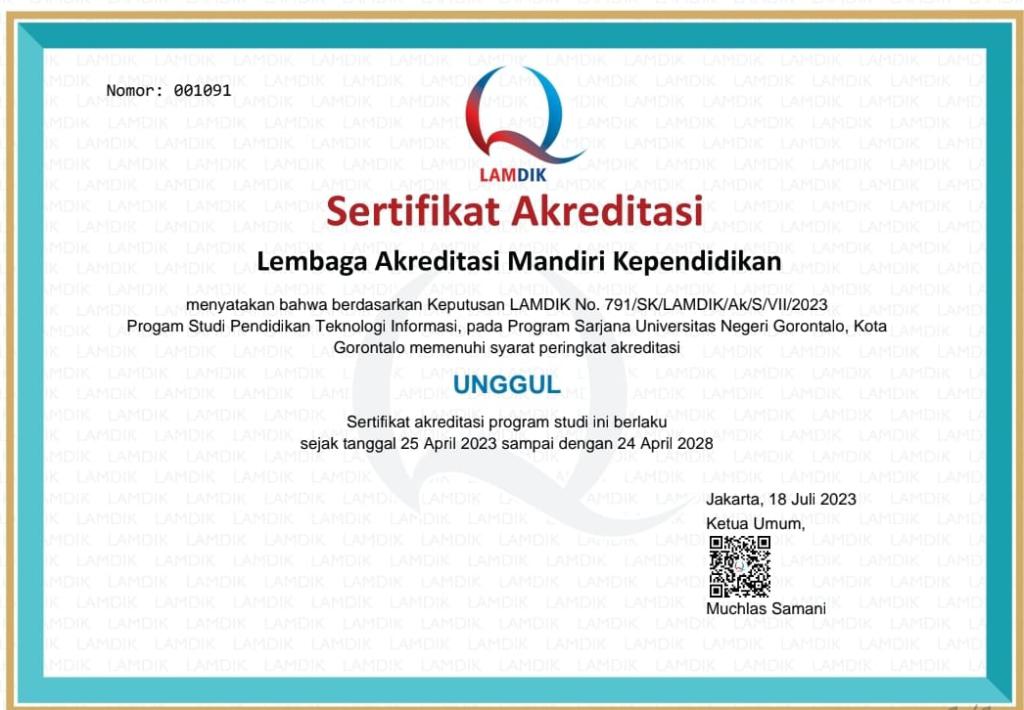 Nomor: 001091
LAMDIK
Sertifikat Akreditasi
Lembaga Akreditasi Mandiri Kependidikan
menyatakan bahwa berdasarkan Keputusan LAMDIK No. 791/SK/LAMDIK/Ak/S/VII/2023
Progam Studi Pendidikan Teknologi Informasi, pada Program Sarjana Universitas Negeri Gorontalo, Kota
Gorontalo memenuhi syarat peringkat akreditasi
UNGGUL
Sertifikat akreditasi program studi ini berlaku
sejak tanggal 25 April 2023 sampai dengan 24 April 2028
Jakarta, 18 Juli 2023
Ketua Umum,
Muchlas Samani